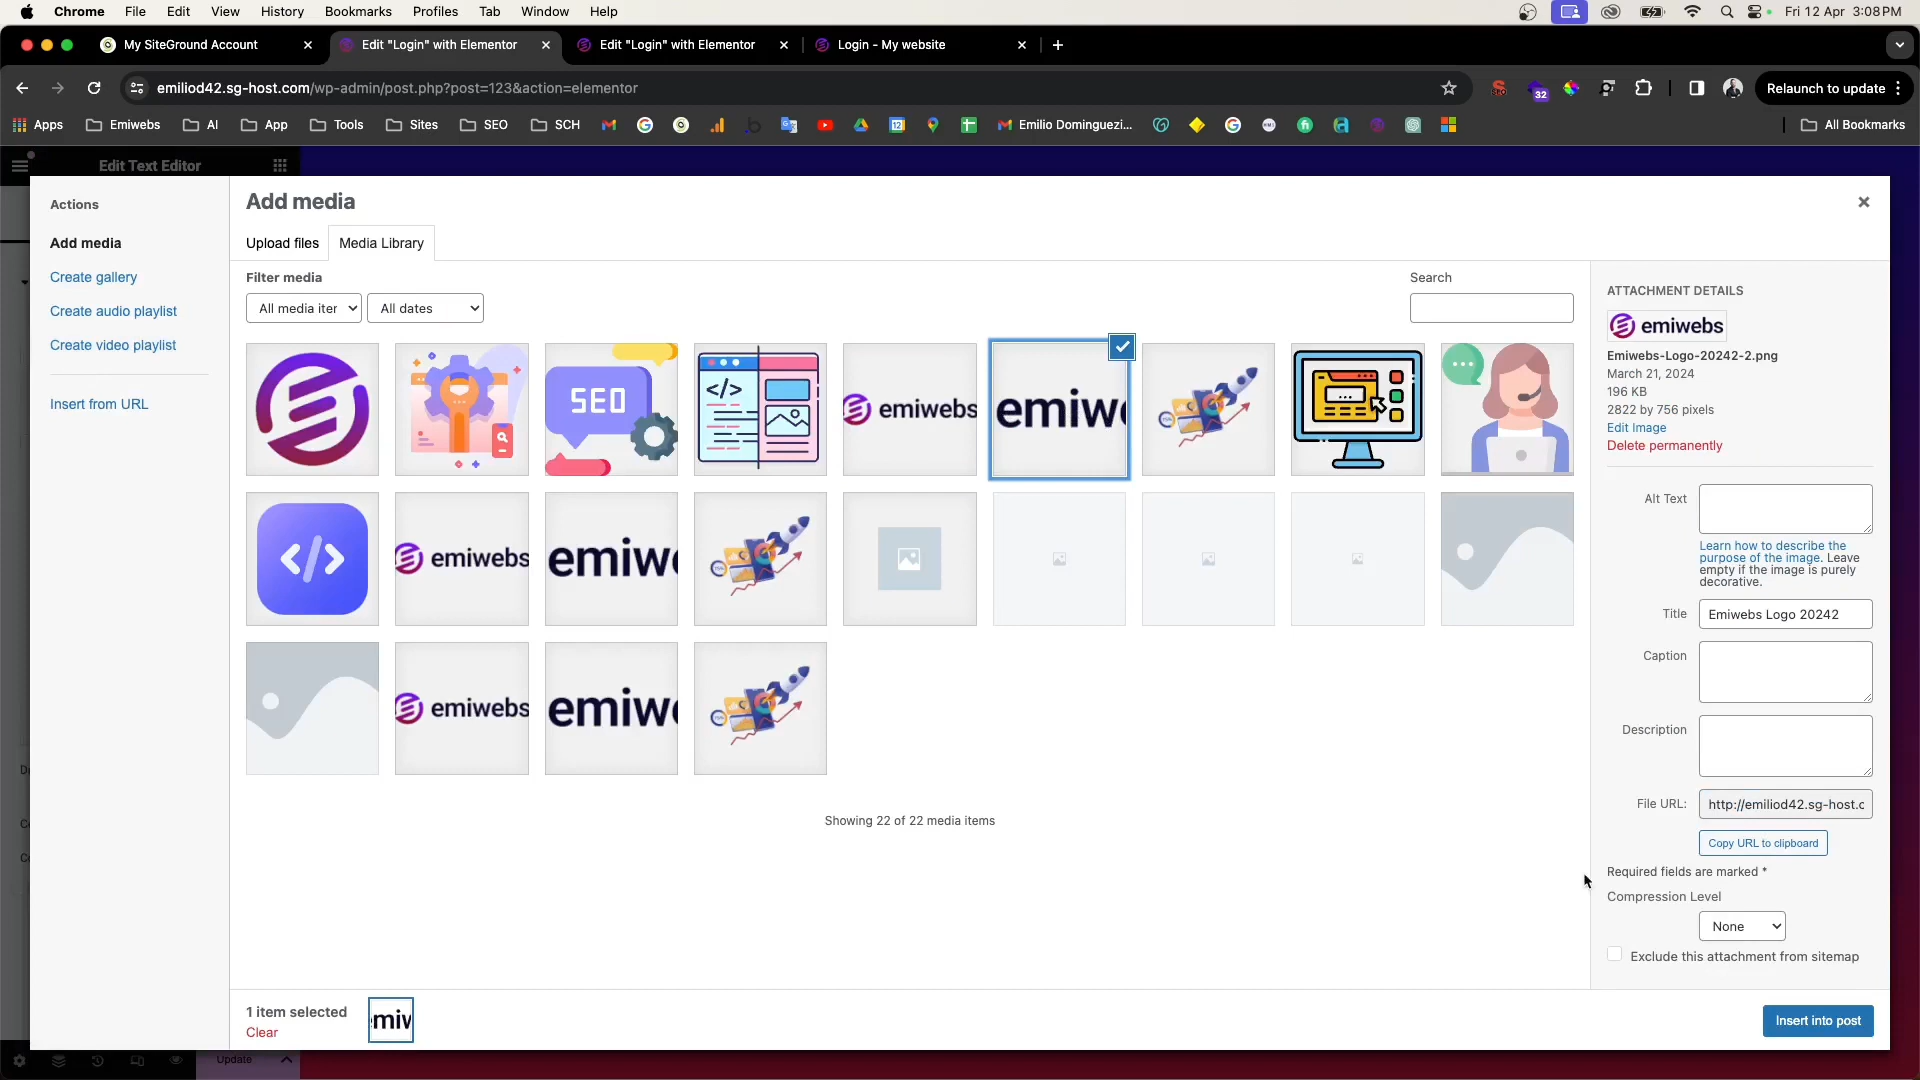 Chrome File Edit View History Bookmarks Profiles Tab Window Help
Fri 12 Apr 3:08 PM
My SiteGround Account
Edit "Login" with Elementor
Edit "Login" with Elementor
Login - My website
emiliod42.sg-host.com/wp-admin/post.php?post=123&action=elementor
32
Relaunch to update
Apps Emiwebs AI App Tools Sites SEO SCH
Emilio Dominguezi...
All Bookmarks
Edit Text Editor
Actions
Add media
Create gallery
Create audio playlist
Create video playlist
Insert from URL
Add media
Upload files
Media Library
Filter media
All media iter
All dates
Search
SEO
</>
emiwebs
emiw
</>
emiwebs
emiw
emiwebs
emiw
Showing 22 of 22 media items
ATTACHMENT DETAILS
emiwebs
Emiwebs-Logo-20242-2.png
March 21, 2024
196 KB
2822 by 756 pixels
Edit Image
Delete permanently
Alt Text
Learn how to describe the
purpose of the image. Leave
empty if the image is purely
decorative.
Title
Emiwebs Logo 20242
Caption
Description
File URL:
http://emiliod42.sg-host.c
Copy URL to clipboard
Required fields are marked *
Compression Level
None
Exclude this attachment from sitemap
1 item selected
Clear
Insert into post
Update